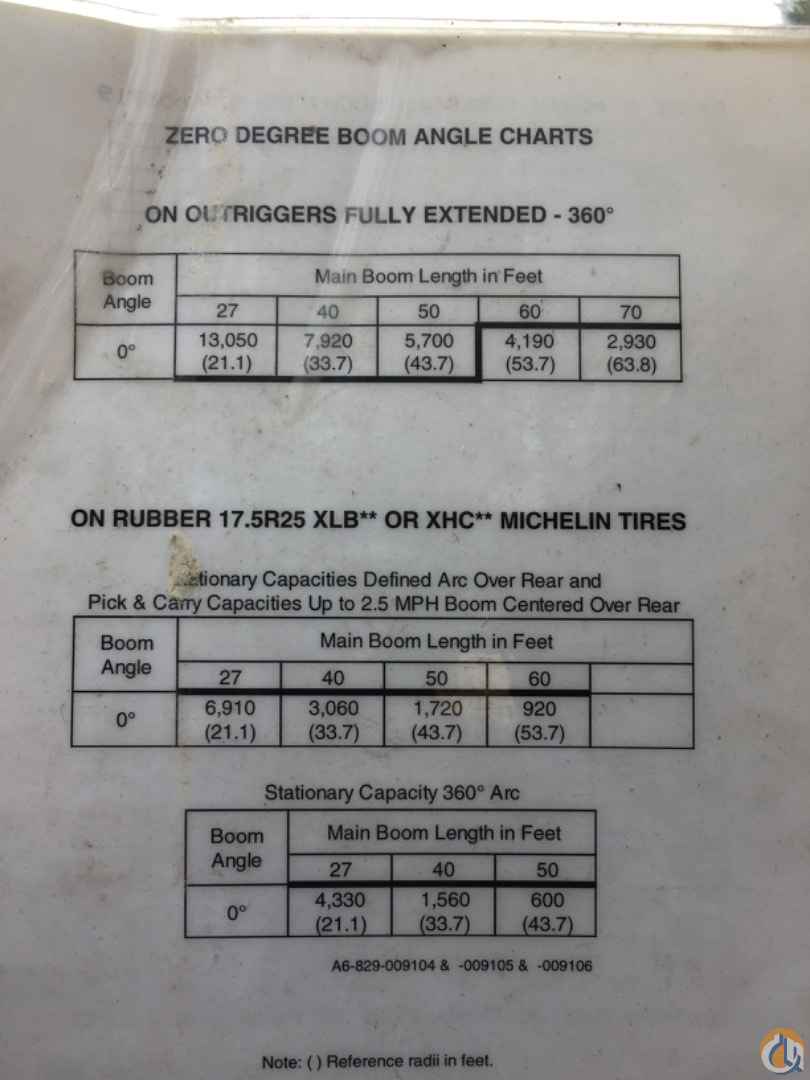 ZERO DEGREE BOOM ANGLE CHARTS
ON OUTRIGGERS FULLY EXTENDED - 360°
Boom Angle Main Boom Length in Feet
27 40 50 60 70
0° 13,050 7,920 5,700 4,190 2,930
(21.1) (33.7) (43.7) (53.7) (63.8)
ON RUBBER 17.5R25 XLB** OR XHC** MICHELIN TIRES
Stationary Capacities Defined Arc Over Rear and
Pick & Carry Capacities Up to 2.5 MPH Boom Centered Over Rear
Boom Angle Main Boom Length in Feet
27 40 50 60
0° 6,910 3,060 1,720 920
(21.1) (33.7) (43.7) (53.7)
Stationary Capacity 360° Arc
Boom Angle Main Boom Length in Feet
27 40 50
0° 4,330 1,560 600
(21.1) (33.7) (43.7)
A6-829-009104 & -009105 & -009106
Note: ( ) Reference radii in feet.